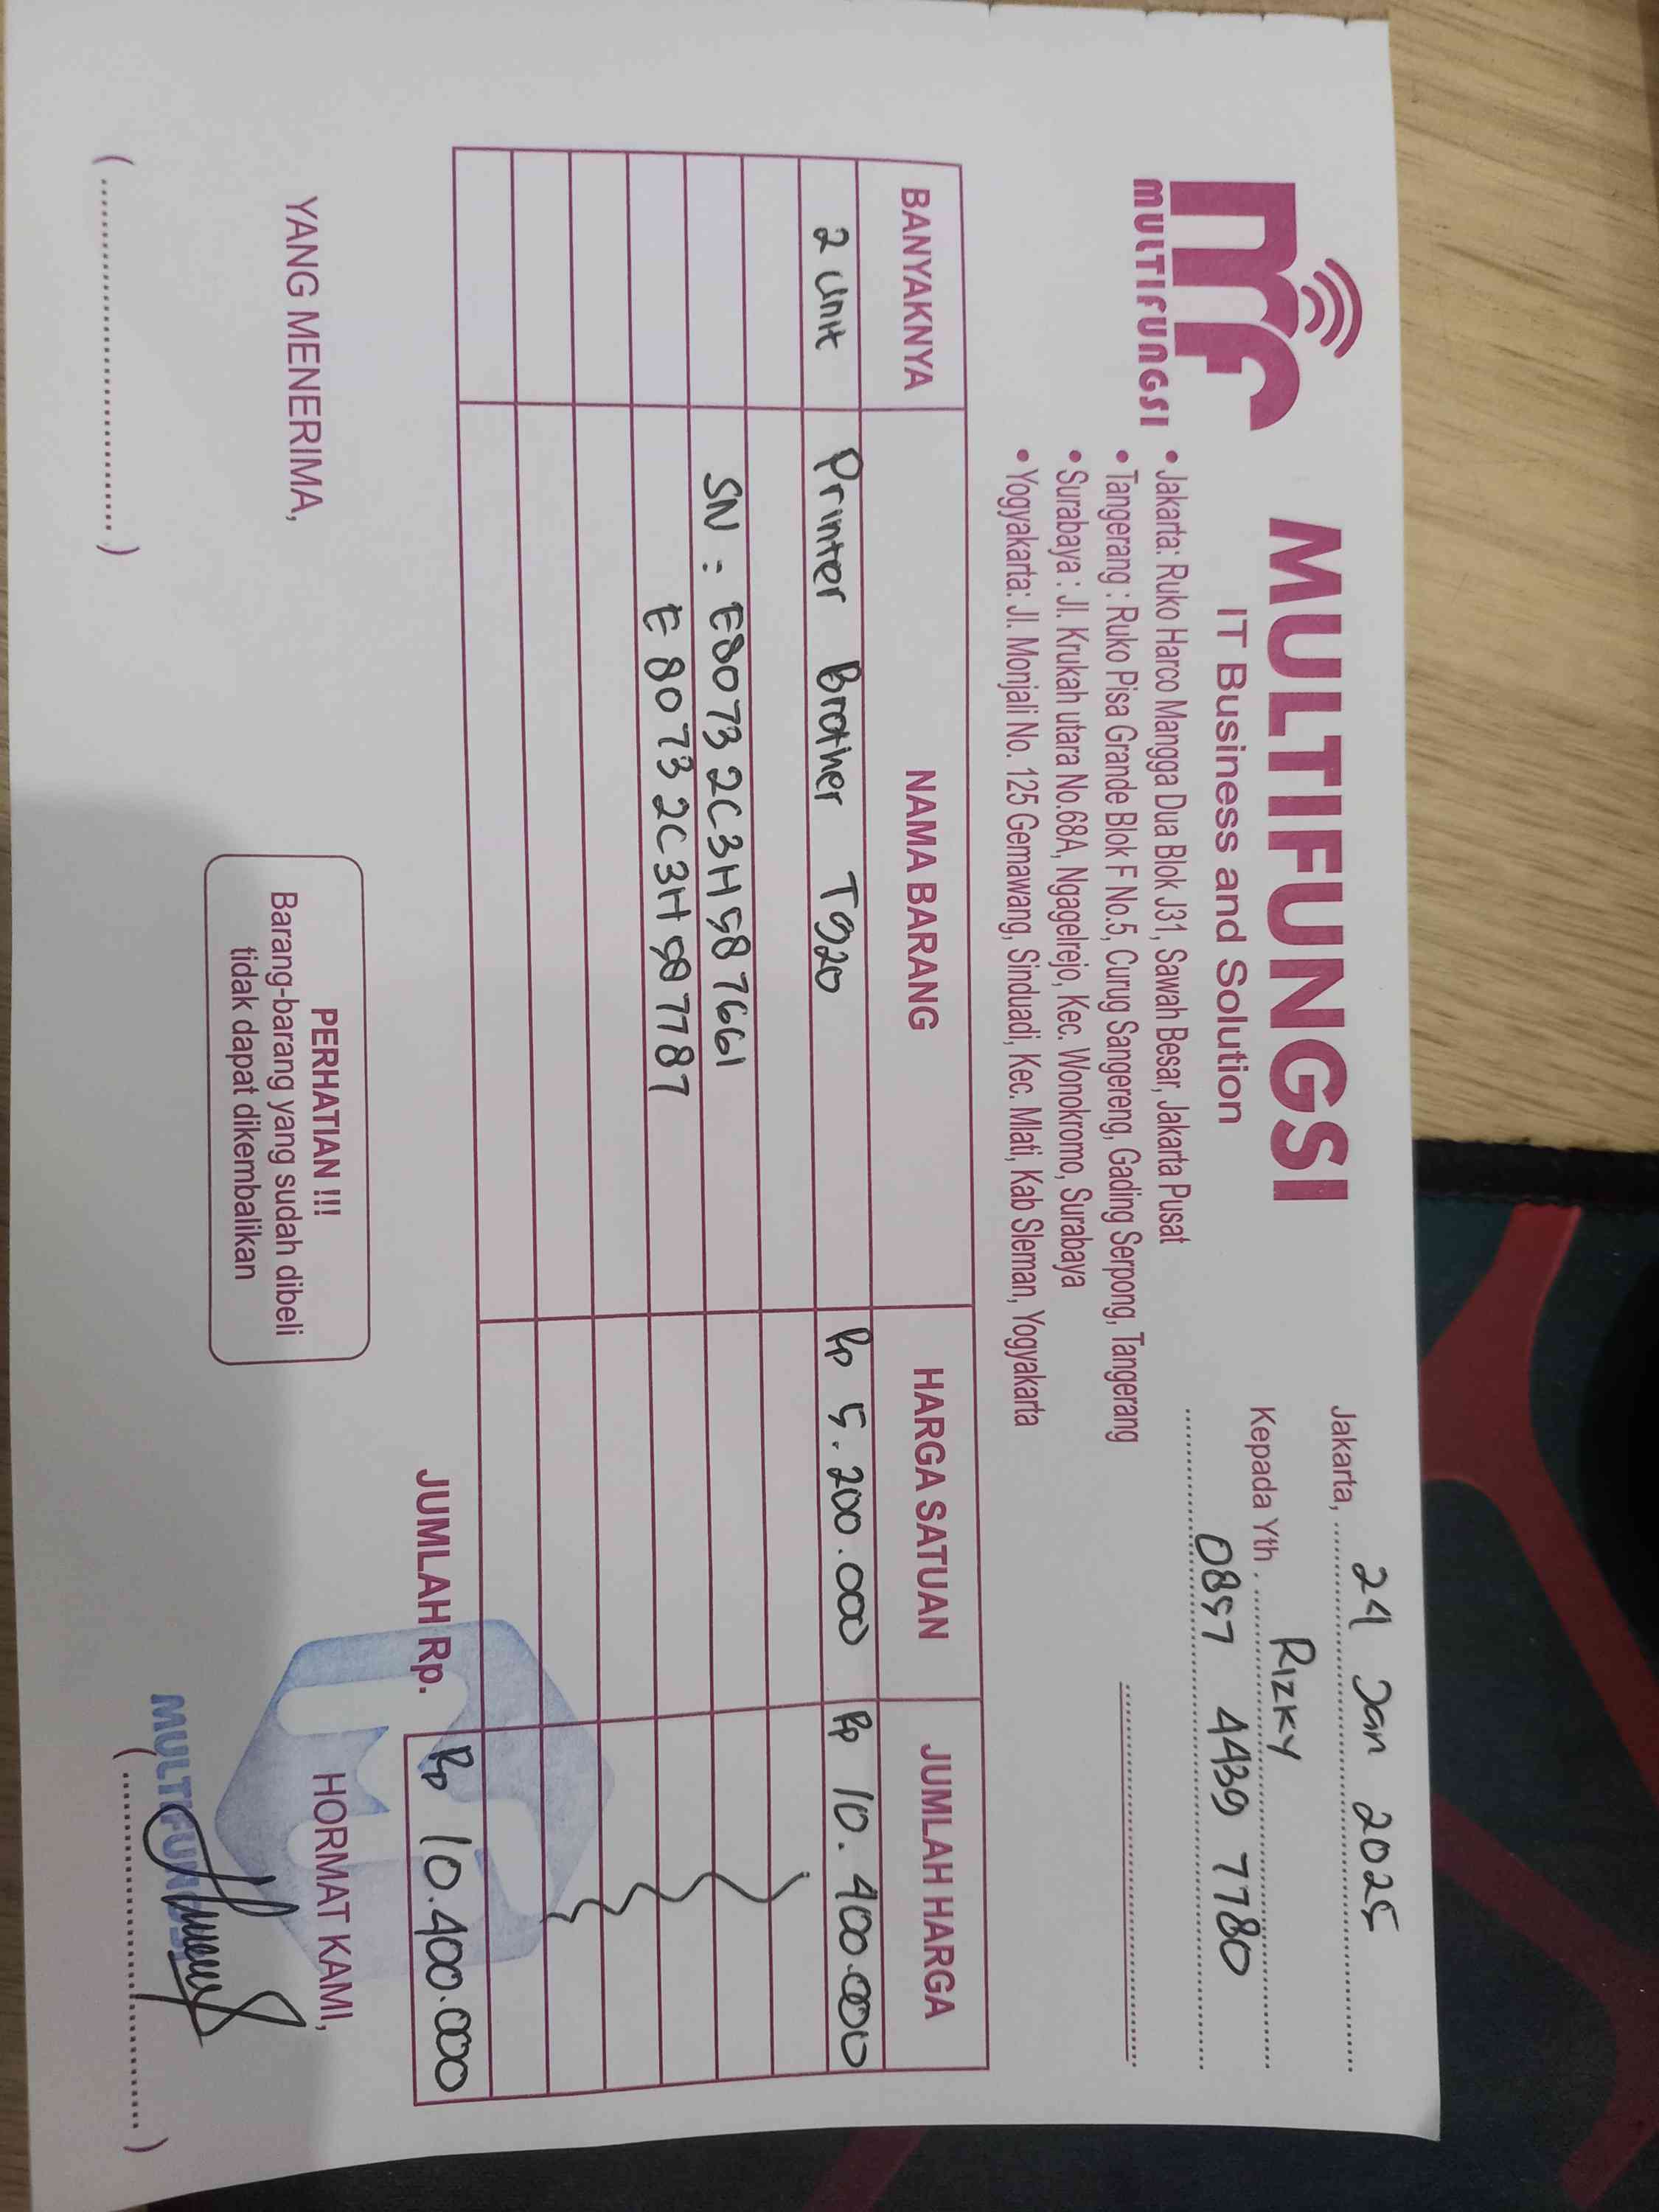 MULTIFUNGSI
MULTIFUNGSI
IT Business and Solution
• Jakarta: Ruko Harco Mangga Dua Blok J31, Sawah Besar, Jakarta Pusat
• Tangerang : Ruko Pisa Grande Blok F No.5, Curug Sangereng, Gading Serpong, Tangerang
• Surabaya : Jl. Krukah utara No.68A, Ngagelrejo, Kec. Wonokromo, Surabaya
• Yogyakarta: Jl. Monjali No. 125 Gemawang, Sinduadi, Kec. Mlati, Kab Sleman, Yogyakarta
Jakarta, 24 Jan 2025
Kepada Yth. Rizky
0897 4439 7780
BANYAKNYA NAMA BARANG HARGA SATUAN JUMLAH HARGA
2 unit Printer Brother T920 Rp 5.200.000 Rp 10.400.000
SN : E80732C3H587661
E80732C3H587787
JUMLAH Rp. Rp 10.400.000
YANG MENERIMA,
PERHATIAN !!!
Barang-barang yang sudah dibeli
tidak dapat dikembalikan
HORMAT KAMI,